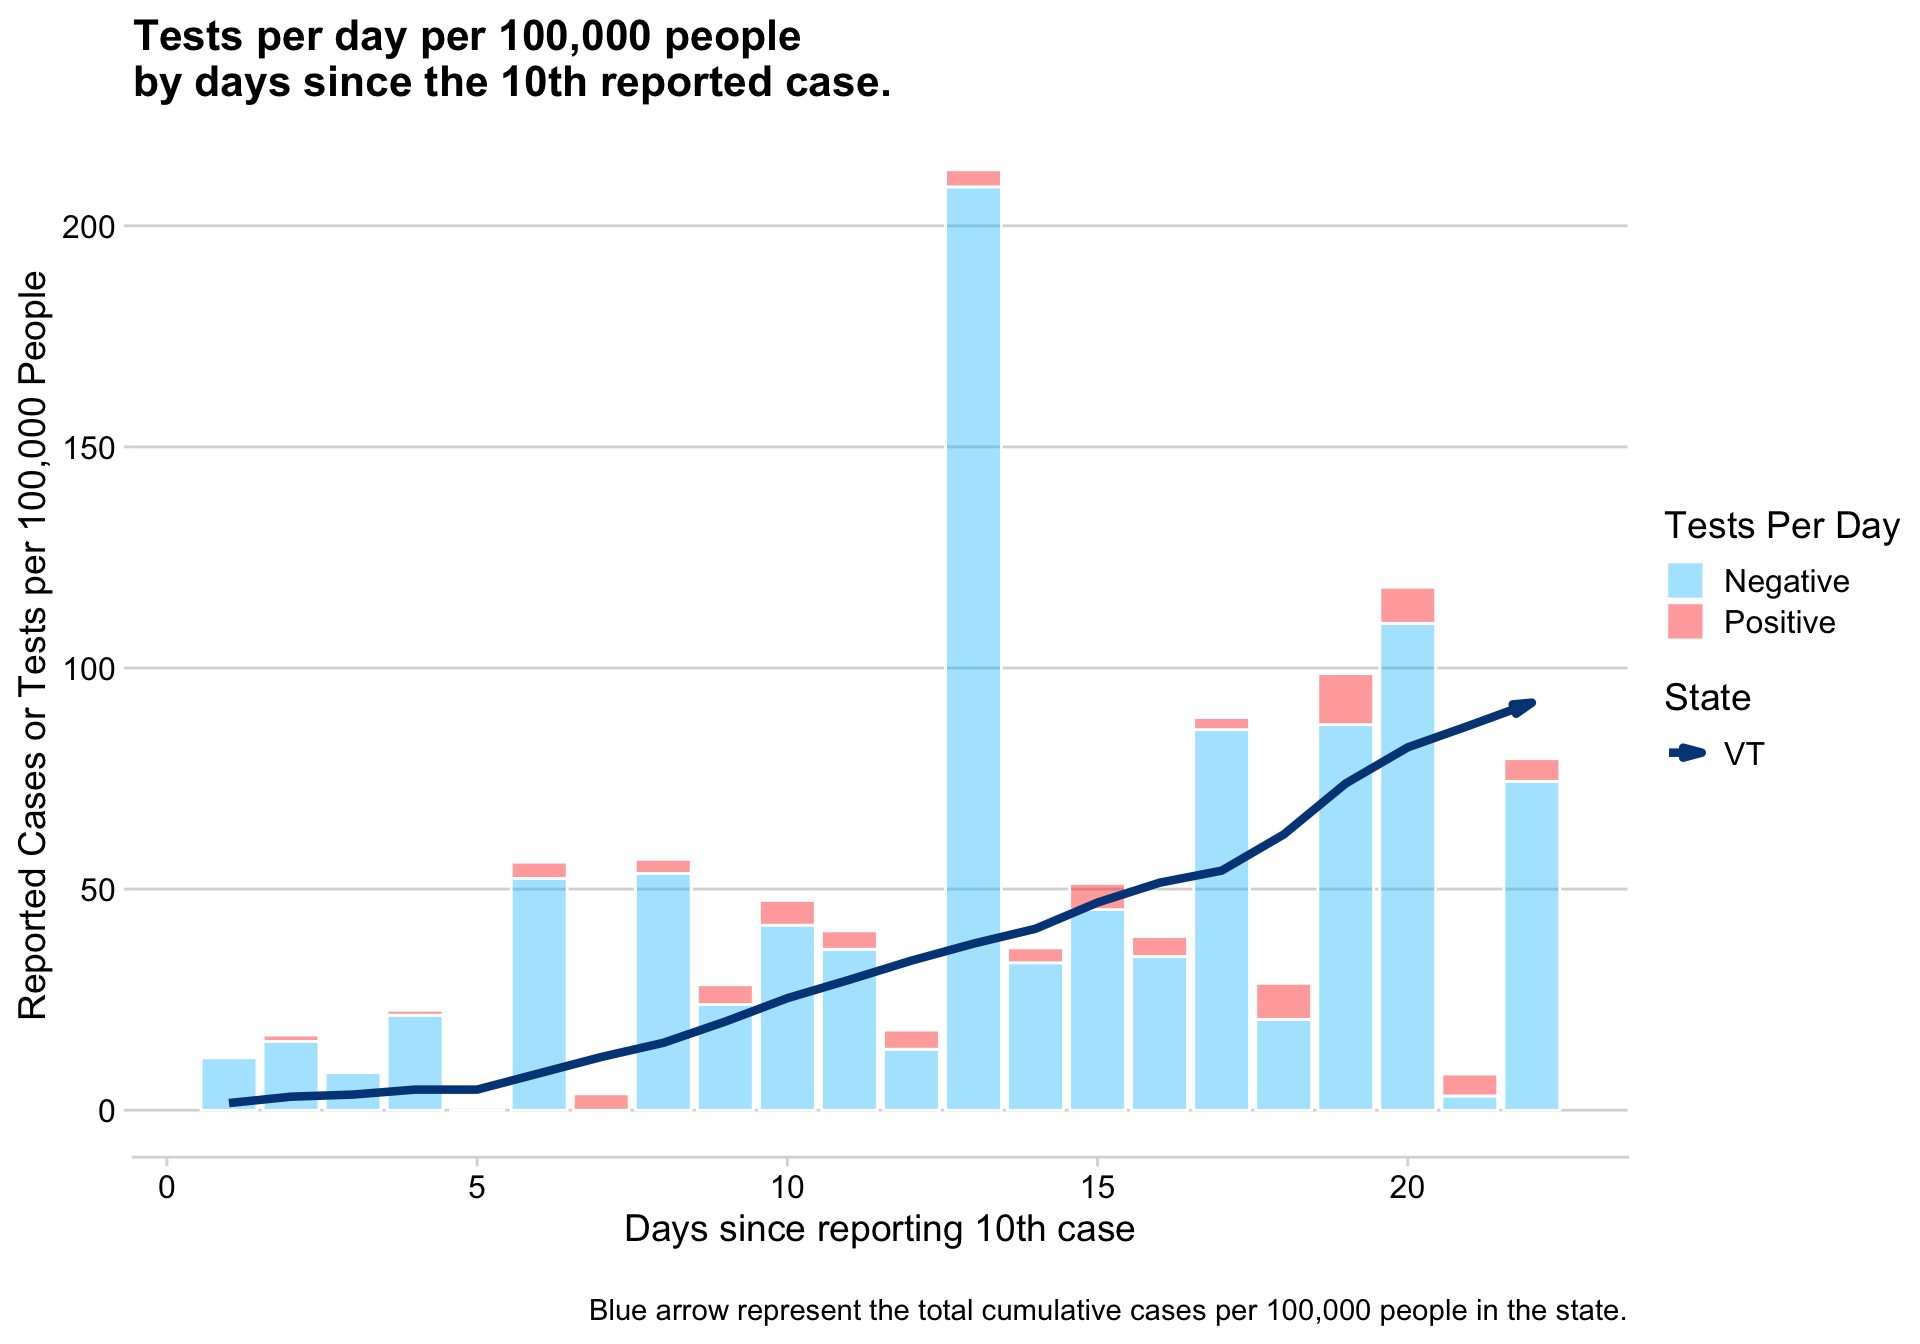 Tests per day per 100,000 people
by days since the 10th reported case.
Reported Cases or Tests per 100,000 People
200
150
100
50
0
0
5
10
15
20
Days since reporting 10th case
Tests Per Day
Negative
Positive
State
VT
Blue arrow represent the total cumulative cases per 100,000 people in the state.